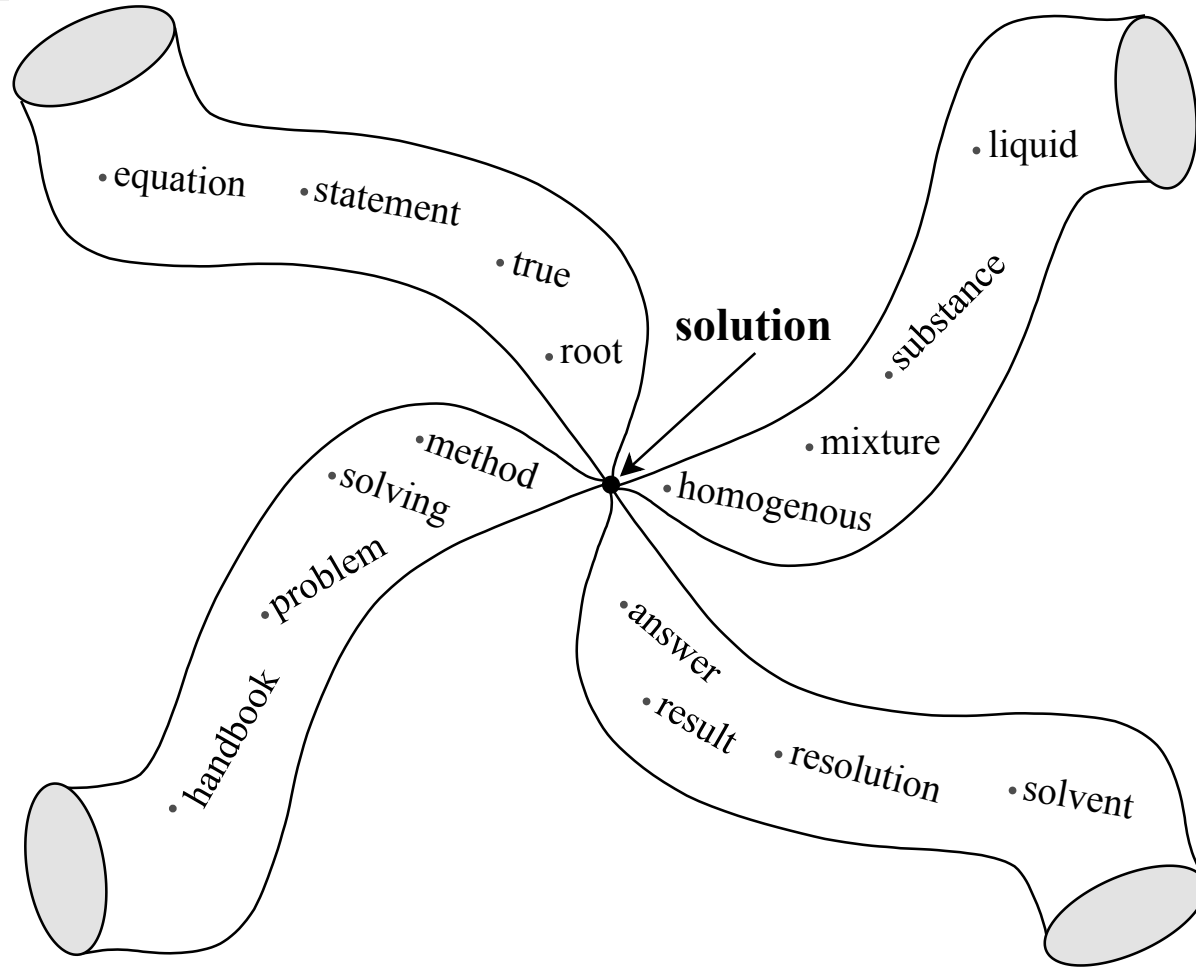 equation
statement
true
root
solution
liquid
substance
mixture
homogenous
method
solving
problem
handbook
answer
result
resolution
solvent